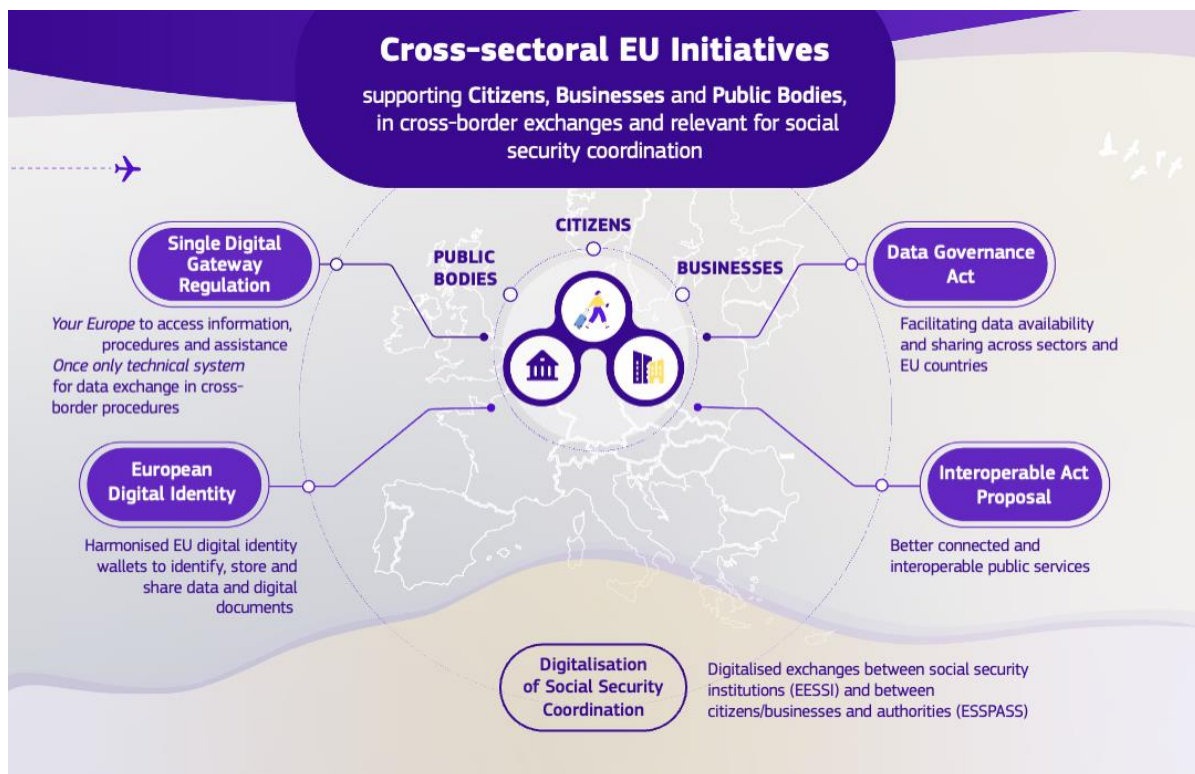 Cross-sectoral EU Initiatives
supporting Citizens, Businesses and Public Bodies,
in cross-border exchanges and relevant for social
security coordination
CITIZENS
PUBLIC
BODIES
BUSINESSES
Single Digital
Gateway
Regulation
Your Europe to access information,
procedures and assistance
Once only technical system
for data exchange in cross-
border procedures
Data Governance
Act
Facilitating data availability
and sharing across sectors and
EU countries
European
Digital Identity
Harmonised EU digital identity
wallets to identify, store and
share data and digital
documents
Interoperable Act
Proposal
Better connected and
interoperable public services
Digitalisation
of Social Security
Coordination
Digitalised exchanges between social security
institutions (EESSI) and between
citizens/businesses and authorities (ESSPASS)